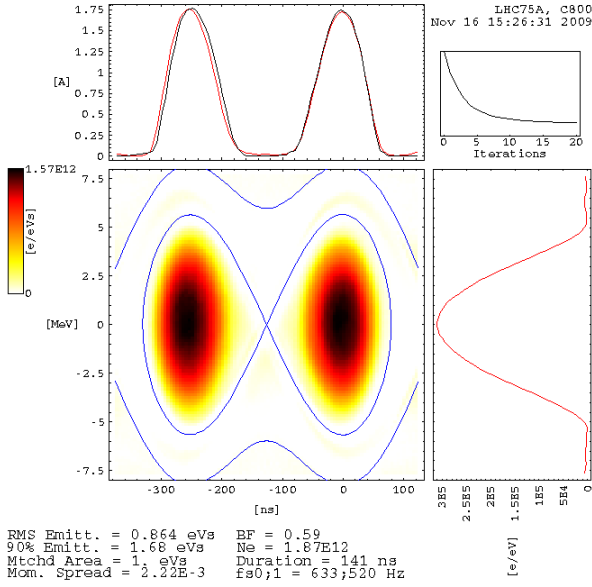 LHC75A, C800
Nov 16 15:26:31 2009
1.75
1.5
1.25
1
[A]
0.75
0.5
0.25
0
0 5 10 15 20
Iterations
1.57E12
[e/eVs]
0
7.5
5
2.5
[MeV] 0
-2.5
-5
-7.5
-300 -200 -100 0 100
[ns]
3E5 2.5E5 2E5 1.5E5 1E5 5E4 0
[e/eV]
RMS Emitt. = 0.864 eVs BF = 0.59
90% Emitt. = 1.68 eVs Ne = 1.87E12
Mtchd Area = 1. eVs Duration = 141 ns
Mom. Spread = 2.22E-3 fs0;1 = 633;520 Hz